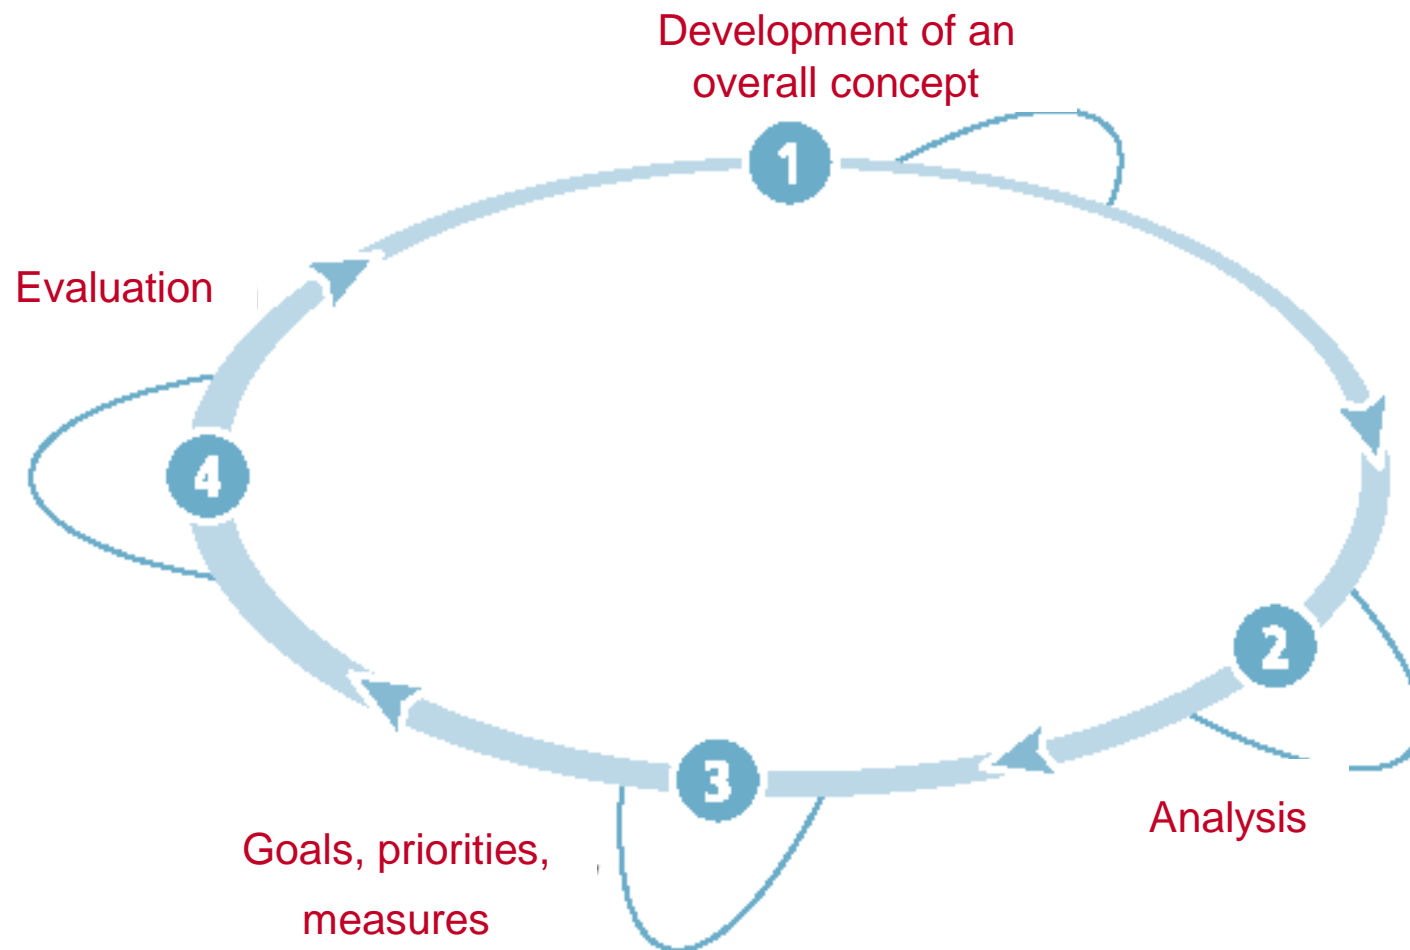 Development of an
overall concept
1
Evaluation
4
2
3
Analysis
Goals, priorities,
measures